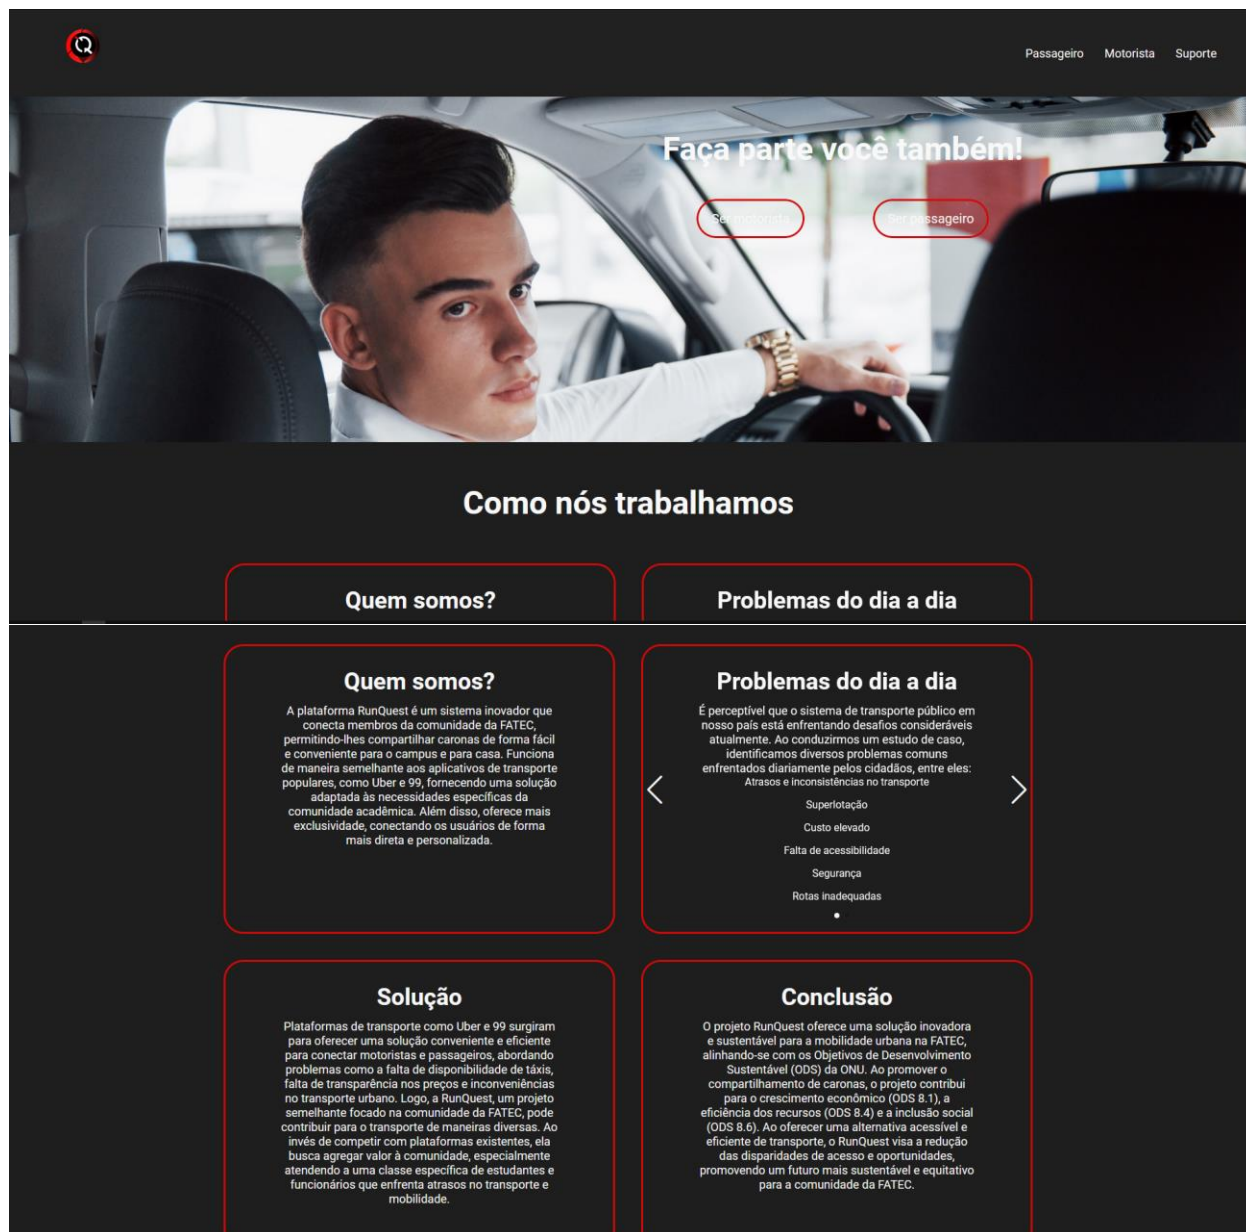 Passageiro Motorista Suporte
Faça parte você também!
Ser motorista Ser passageiro
Como nós trabalhamos
Quem somos? Problemas do dia a dia
Quem somos?
A plataforma RunQuest é um sistema inovador que
conecta membros da comunidade da FATEC,
permitindo-lhes compartilhar caronas de forma fácil
e conveniente para o campus e para casa. Funciona
de maneira semelhante aos aplicativos de transporte
populares, como Uber e 99, fornecendo uma solução
adaptada às necessidades específicas da
comunidade acadêmica. Além disso, oferece mais
exclusividade, conectando os usuários de forma
mais direta e personalizada.
Problemas do dia a dia
É perceptível que o sistema de transporte público em
nosso país está enfrentando desafios consideráveis
atualmente. Ao conduzirmos um estudo de caso,
identificamos diversos problemas comuns
enfrentados diariamente pelos cidadãos, entre eles:
Atrasos e inconsistências no transporte
Superlotação
Custo elevado
Falta de acessibilidade
Segurança
Rotas inadequadas
Solução
Plataformas de transporte como Uber e 99 surgiram
para oferecer uma solução conveniente e eficiente
para conectar motoristas e passageiros, abordando
problemas como a falta de disponibilidade de táxis,
falta de transparência nos preços e inconveniências
no transporte urbano. Logo, a RunQuest, um projeto
semelhante focado na comunidade da FATEC, pode
contribuir para o transporte de maneiras diversas. Ao
invés de competir com plataformas existentes, ela
busca agregar valor à comunidade, especialmente
atendendo a uma classe específica de estudantes e
funcionários que enfrenta atrasos no transporte e
mobilidade.
Conclusão
O projeto RunQuest oferece uma solução inovadora
e sustentável para a mobilidade urbana na FATEC,
alinhando-se com os Objetivos de Desenvolvimento
Sustentável (ODS) da ONU. Ao promover o
compartilhamento de caronas, o projeto contribui
para o crescimento econômico (ODS 8.1), a
eficiência dos recursos (ODS 8.4) e a inclusão social
(ODS 8.6). Ao oferecer uma alternativa acessível e
eficiente de transporte, o RunQuest visa a redução
das disparidades de acesso e oportunidades,
promovendo um futuro mais sustentável e equitativo
para a comunidade da FATEC.